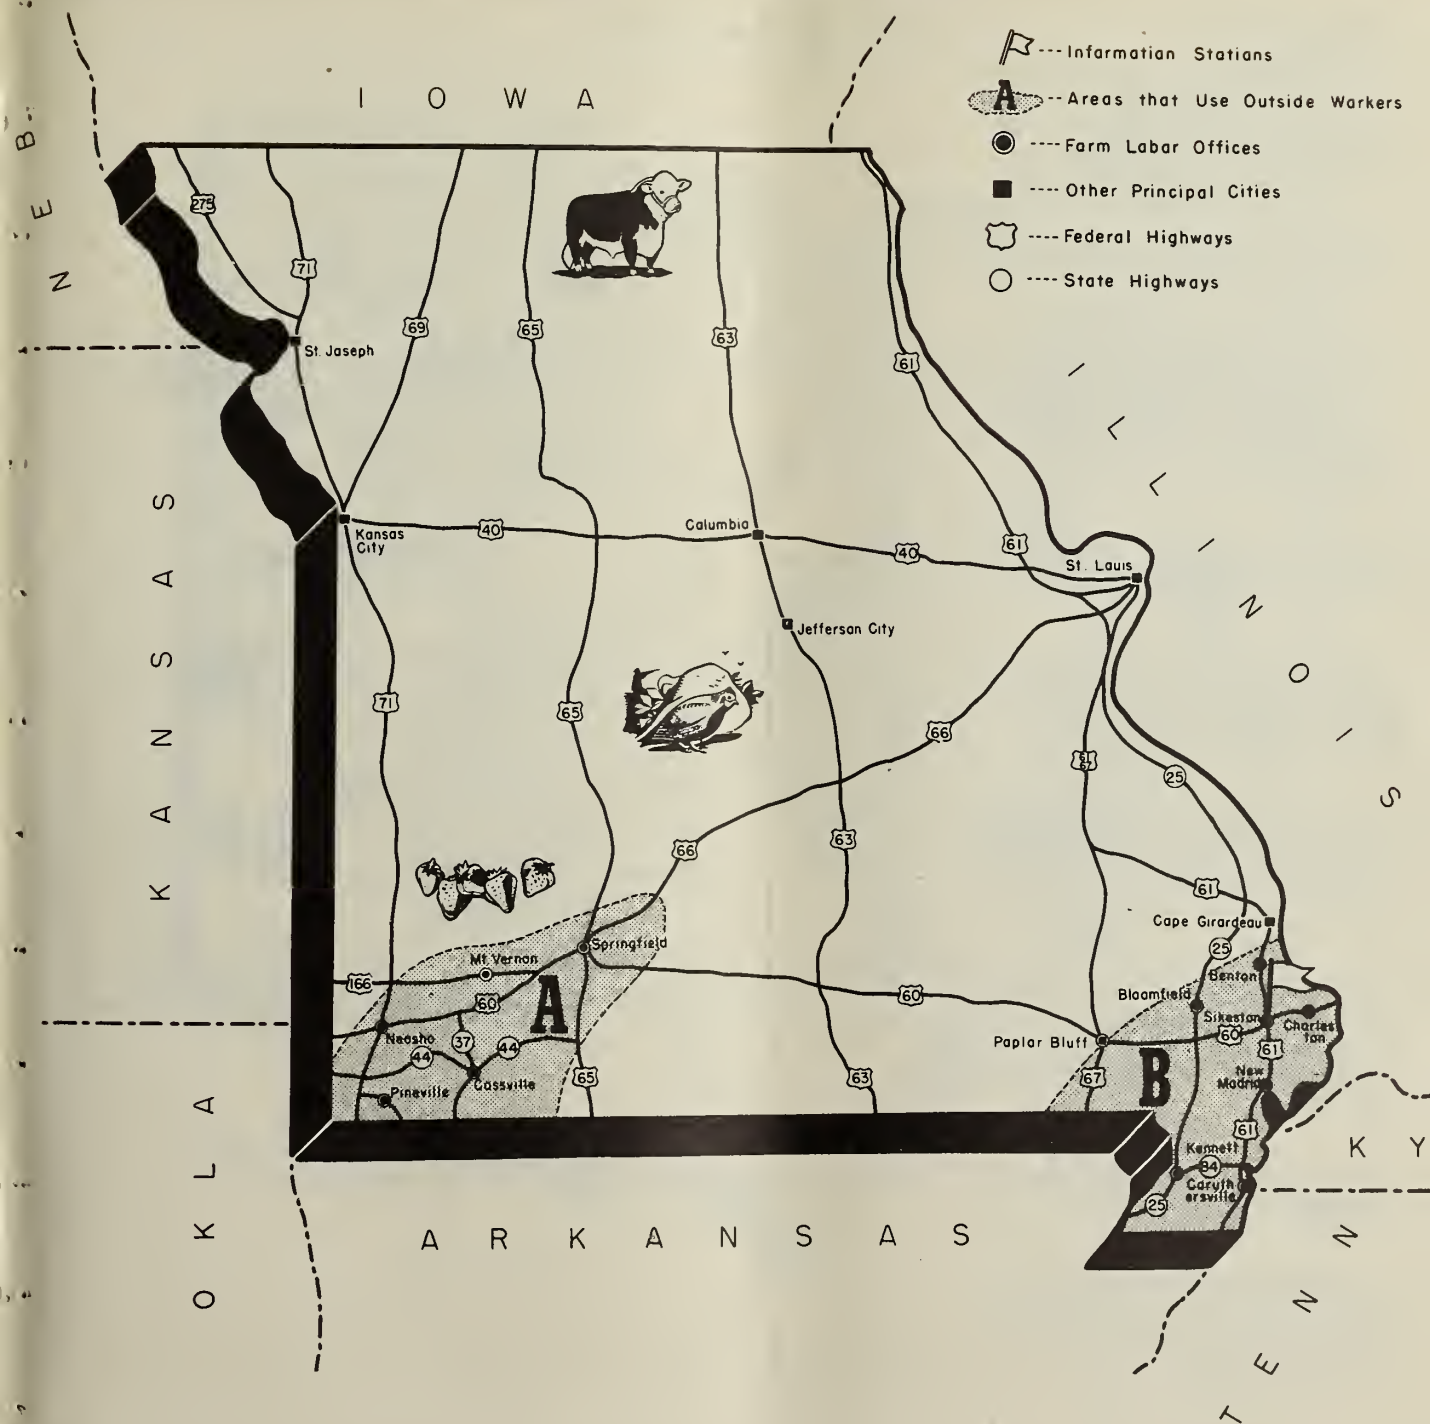 Information Stations
A -- Areas that Use Outside Workers
---- Farm Labor Offices
---- Other Principal Cities
---- Federal Highways
---- State Highways
IOWA
NEB.
KANSAS
OKLA
ARKANSAS
ILLINOIS
KY
TENN
275
71
69
65
63
61
St. Joseph
Kansas
City
40
Columbia
40
61
St. Louis
Jefferson City
71
65
66
61
67
25
66
63
61
Cape Girardeau
Springfield
Mt Vernon
166
60
A
Neosho
37
44
44
Cassville
Pineville
65
60
63
25
Benton
Bloomfield
Sikeston
Charles
ton
60
61
Poplar Bluff
67
B
New
Madrid
61
Kennett
84
Caruth
ersville
25